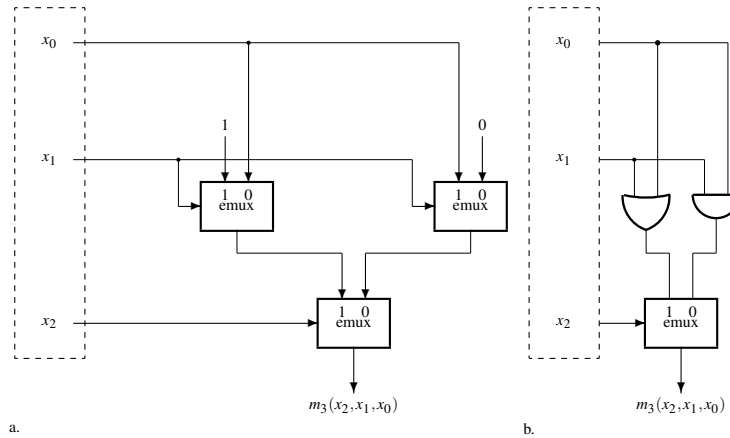 x₀ x₀
1 0
x₁ x₁
1 0 1 0
emux emux
1 0 1 0
x₂ emux x₂ emux
m₃(x₂,x₁,x₀) m₃(x₂,x₁,x₀)
a. b.